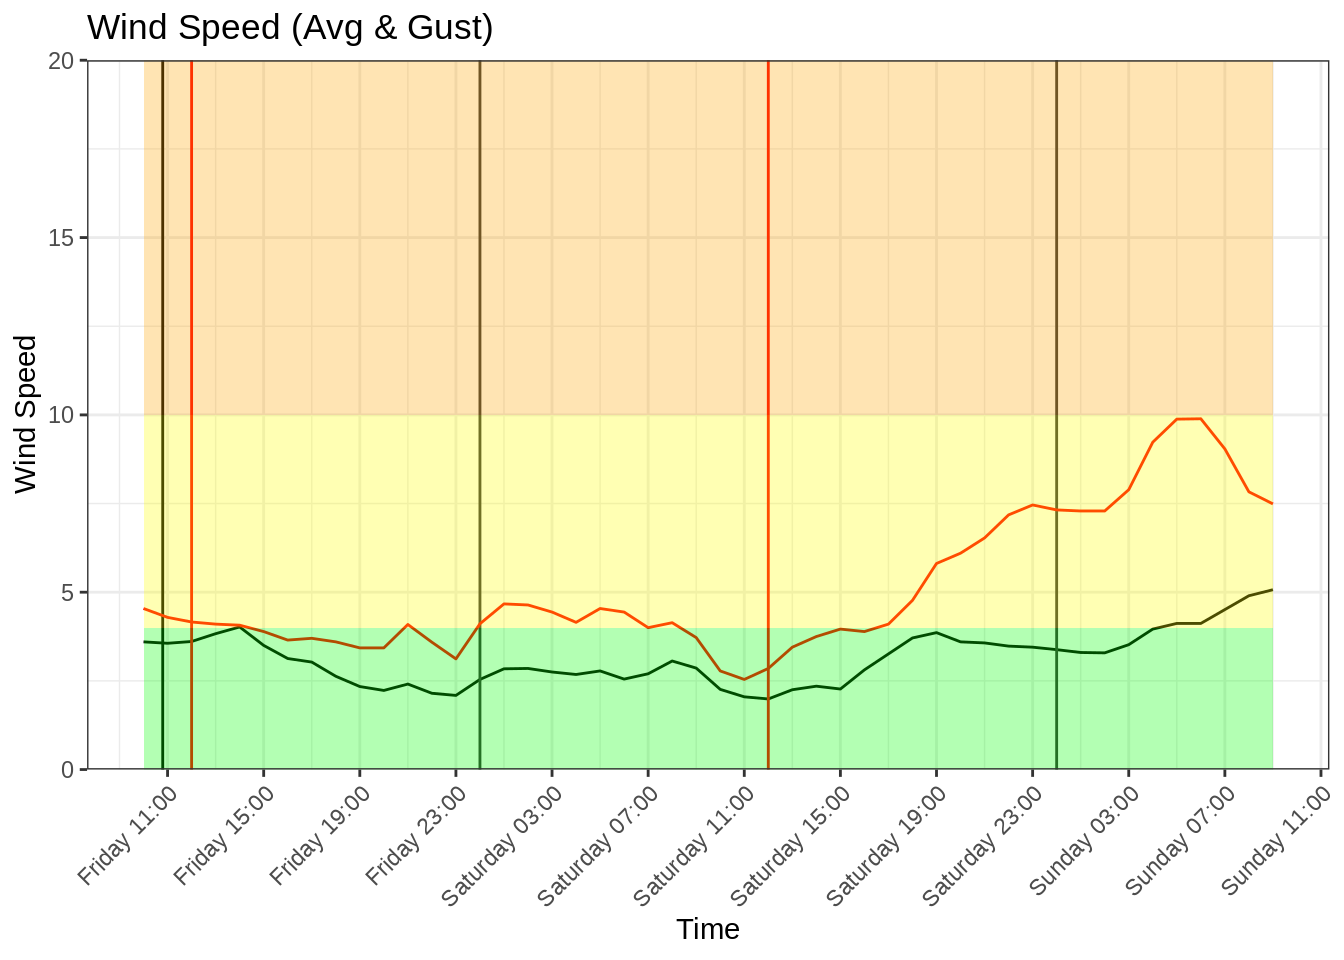 Wind Speed (Avg & Gust)
20
15
10
5
0
Wind Speed
Friday 11:00
Friday 15:00
Friday 19:00
Friday 23:00
Saturday 03:00
Saturday 07:00
Saturday 11:00
Saturday 15:00
Saturday 19:00
Saturday 23:00
Sunday 03:00
Sunday 07:00
Sunday 11:00
Time